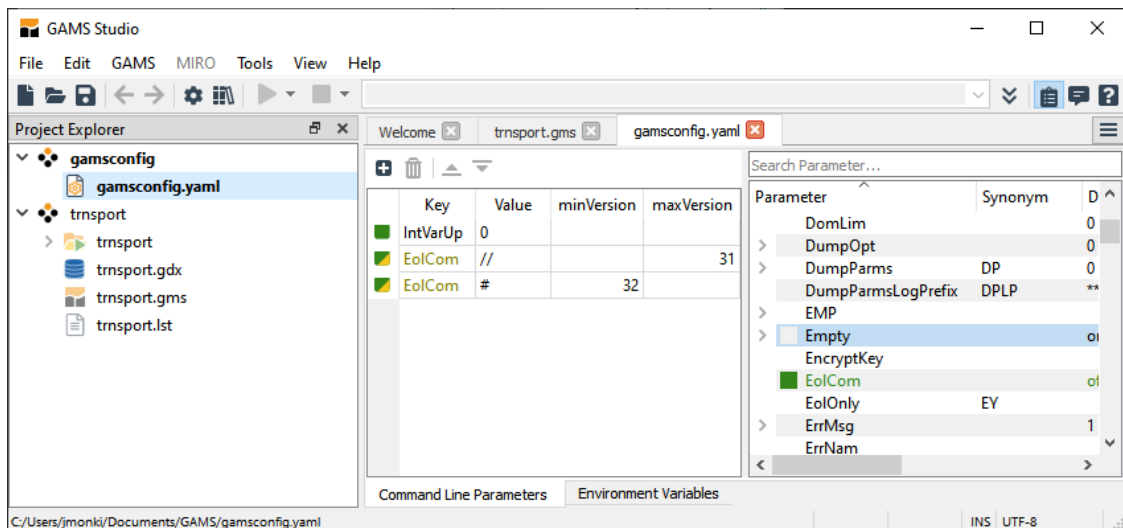 GAMS Studio
File Edit GAMS MIRO Tools View Help
Project Explorer
gamsconfig
gamsconfig.yaml
trnsport
trnsport
trnsport.gdx
trnsport.gms
trnsport.lst
Welcome trnsport.gms gamsconfig.yaml
Key Value minVersion maxVersion
IntVarUp 0
EolCom // 31
EolCom # 32
Search Parameter...
Parameter Synonym D
DomLim 0
DumpOpt 0
DumpParms DP 0
DumpParmsLogPrefix DPLP **
EMP
Empty
EncryptKey
EolCom of
EolOnly EY
ErrMsg 1
ErrNam
Command Line Parameters Environment Variables
C:/Users/jmonki/Documents/GAMS/gamsconfig.yaml INS UTF-8